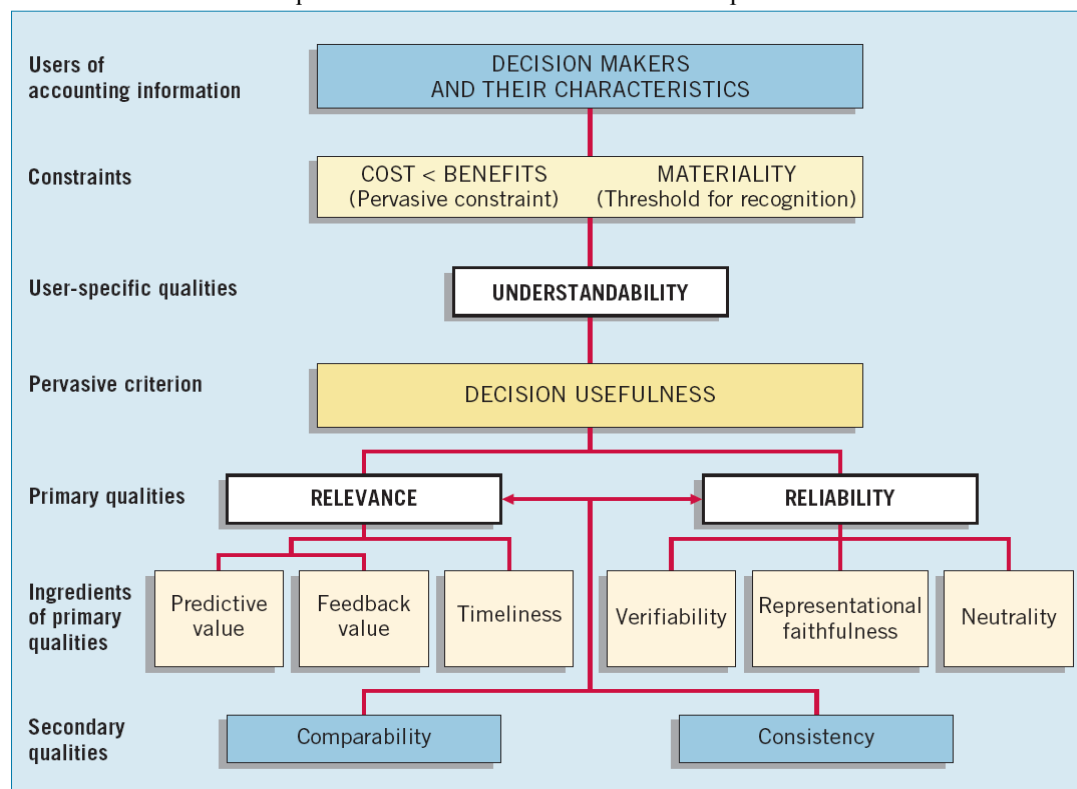 Users of
accounting information
DECISION MAKERS
AND THEIR CHARACTERISTICS
Constraints
COST < BENEFITS
(Pervasive constraint)
MATERIALITY
(Threshold for recognition)
User-specific qualities
UNDERSTANDABILITY
Pervasive criterion
DECISION USEFULNESS
Primary qualities
RELEVANCE
RELIABILITY
Ingredients
of primary
qualities
Predictive
value
Feedback
value
Timeliness
Verifiability
Representational
faithfulness
Neutrality
Secondary
qualities
Comparability
Consistency